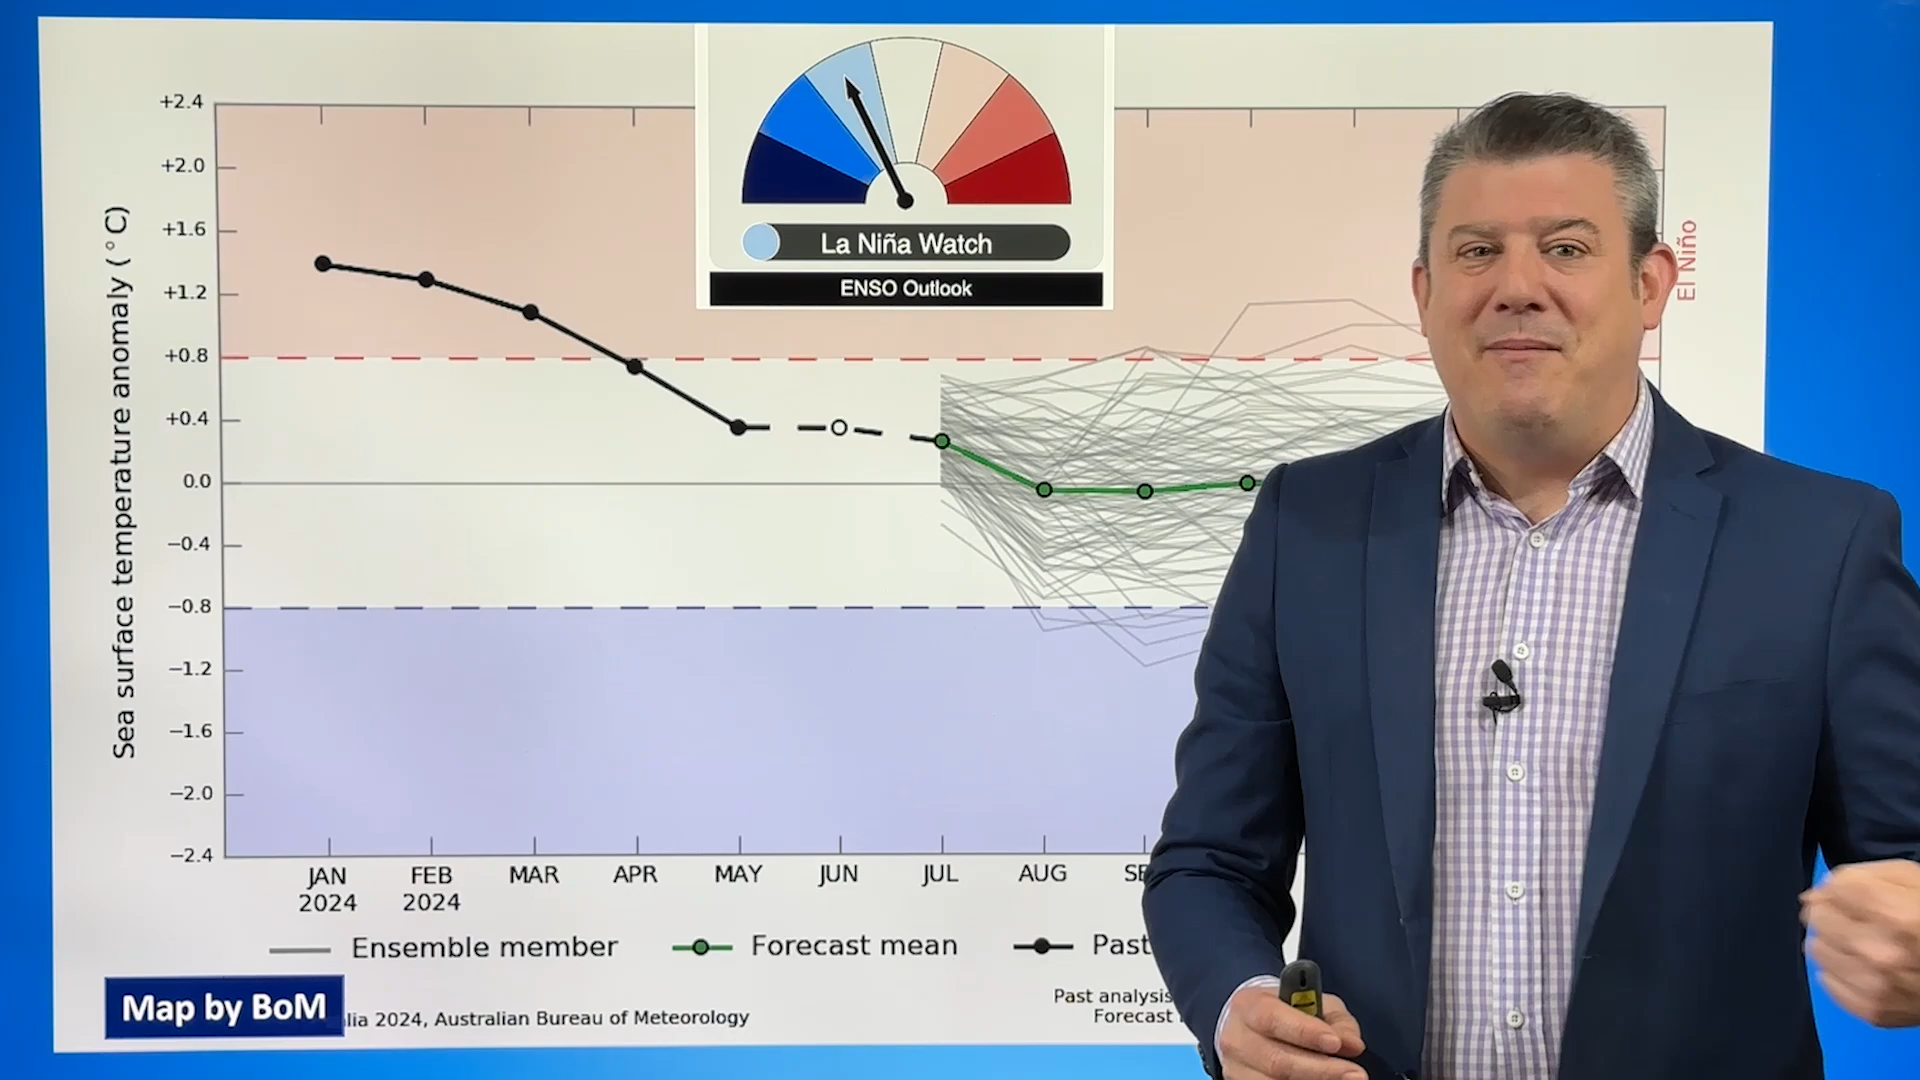 La Niña Watch
ENSO Outlook
+2.4
+2.0
+1.6
+1.2
+0.8
+0.4
0.0
−0.4
−0.8
−1.2
−1.6
−2.0
−2.4
Sea surface temperature anomaly (°C)
El Niño
JAN FEB MAR APR MAY JUN JUL AUG
2024 2024
Ensemble member Forecast mean Past
Map by BoM
2024, Australian Bureau of Meteorology
Past analysis
Forecast